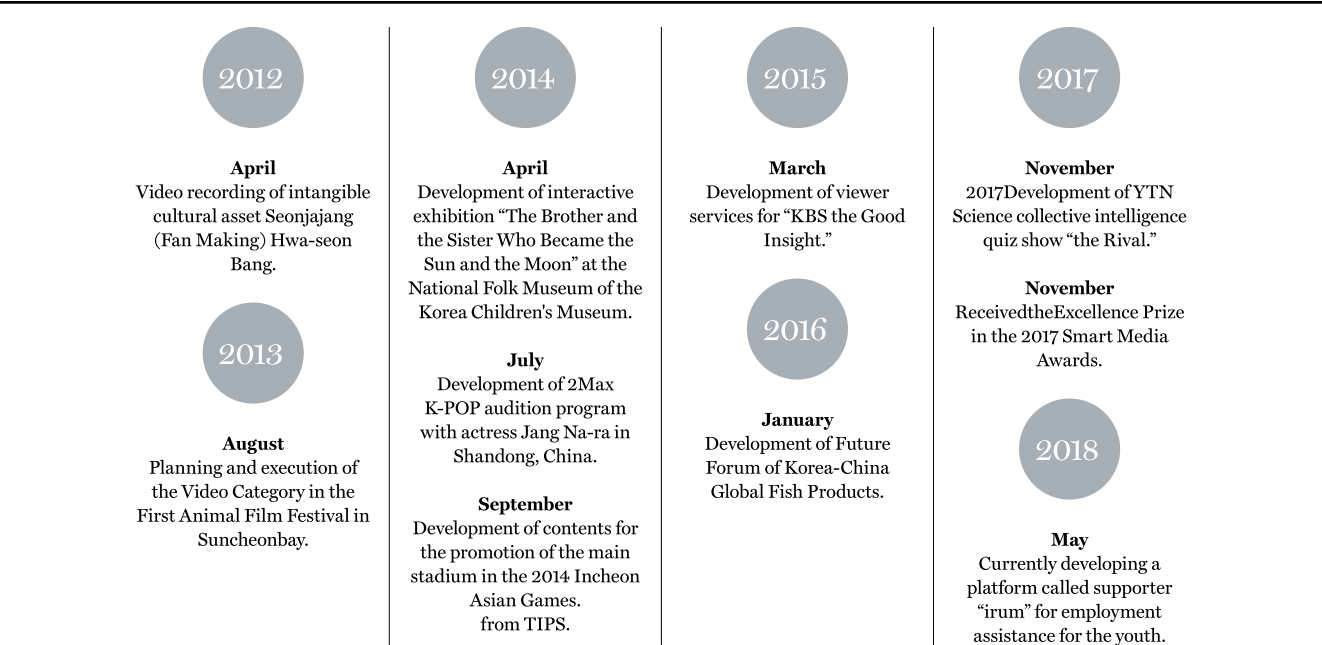 2012
April
Video recording of intangible
cultural asset Seonjajang
(Fan Making) Hwa-seon
Bang.
2013
August
Planning and execution of
the Video Category in the
First Animal Film Festival in
Suncheonbay.
2014
April
Development of interactive
exhibition “The Brother and
the Sister Who Became the
Sun and the Moon” at the
National Folk Museum of the
Korea Children's Museum.
July
Development of 2Max
K-POP audition program
with actress Jang Na-ra in
Shandong, China.
September
Development of contents for
the promotion of the main
stadium in the 2014 Incheon
Asian Games.
from TIPS.
2015
March
Development of viewer
services for “KBS the Good
Insight.”
2016
January
Development of Future
Forum of Korea-China
Global Fish Products.
2017
November
2017Development of YTN
Science collective intelligence
quiz show “the Rival.”
November
ReceivedtheExcellence Prize
in the 2017 Smart Media
Awards.
2018
May
Currently developing a
platform called supporter
“irum” for employment
assistance for the youth.